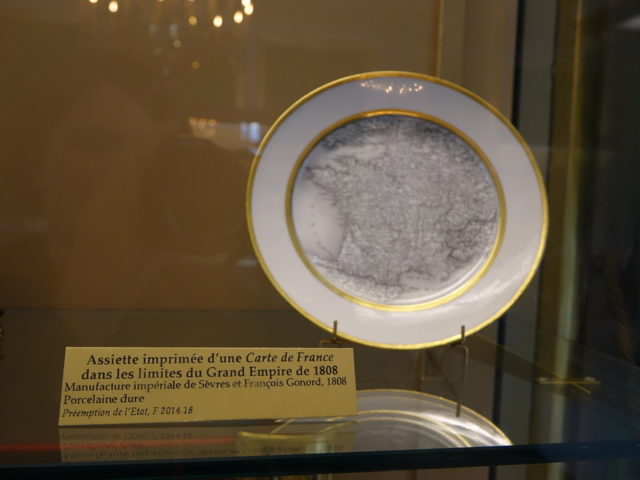 Assiette imprimée d'une Carte de France
dans les limites du Grand Empire de 1808
Manufacture impériale de Sèvres et François Gonord, 1808
Porcelaine dure
Préemption de l'Etat, F 2014.18